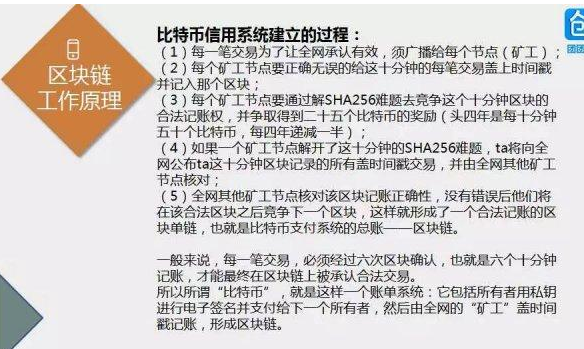 区块链
工作原理
创
比特币信用系统建立的过程：
（1）每一笔交易为了让全网承认有效，须广播给每个节点（矿工）；
（2）每个矿工节点要正确无误的给这十分钟的每笔交易盖上时间戳
并记入那个区块；
（3）每个矿工节点要通过解SHA256难题去竞争这个十分钟区块的
合法记账权，并争取得到二十五个比特币的奖励（头四年是每十分钟
五十个比特币，每四年递减一半）；
（4）如果一个矿工节点解开了这十分钟的SHA256难题，ta将向全
网公布ta这十分钟区块记录的所有盖时间戳交易，并由全网其他矿工
节点核对；
（5）全网其他矿工节点核对该区块记账正确性，没有错误后他们将
在该合法区块之后竞争下一个区块，这样就形成了一个合法记账的区
块单链，也就是比特币支付系统的总账——区块链。
一般来说，每一笔交易，必须经过六次区块确认，也就是六个十分钟
记账，才能最终在区块链上被承认合法交易。
所以所谓“比特币”，就是这样一个账单系统：它包括所有者用私钥
进行电子签名并支付给下一个所有者，然后由全网的“矿工”盖时间
戳记账，形成区块链。